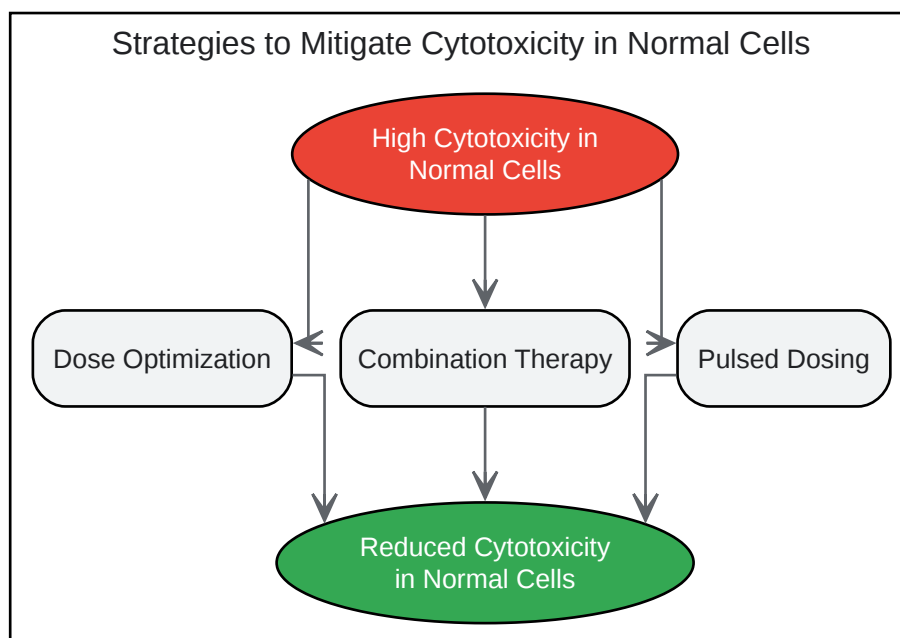 Strategies to Mitigate Cytotoxicity in Normal Cells
High Cytotoxicity in
Normal Cells
Dose Optimization
Combination Therapy
Pulsed Dosing
Reduced Cytotoxicity
in Normal Cells